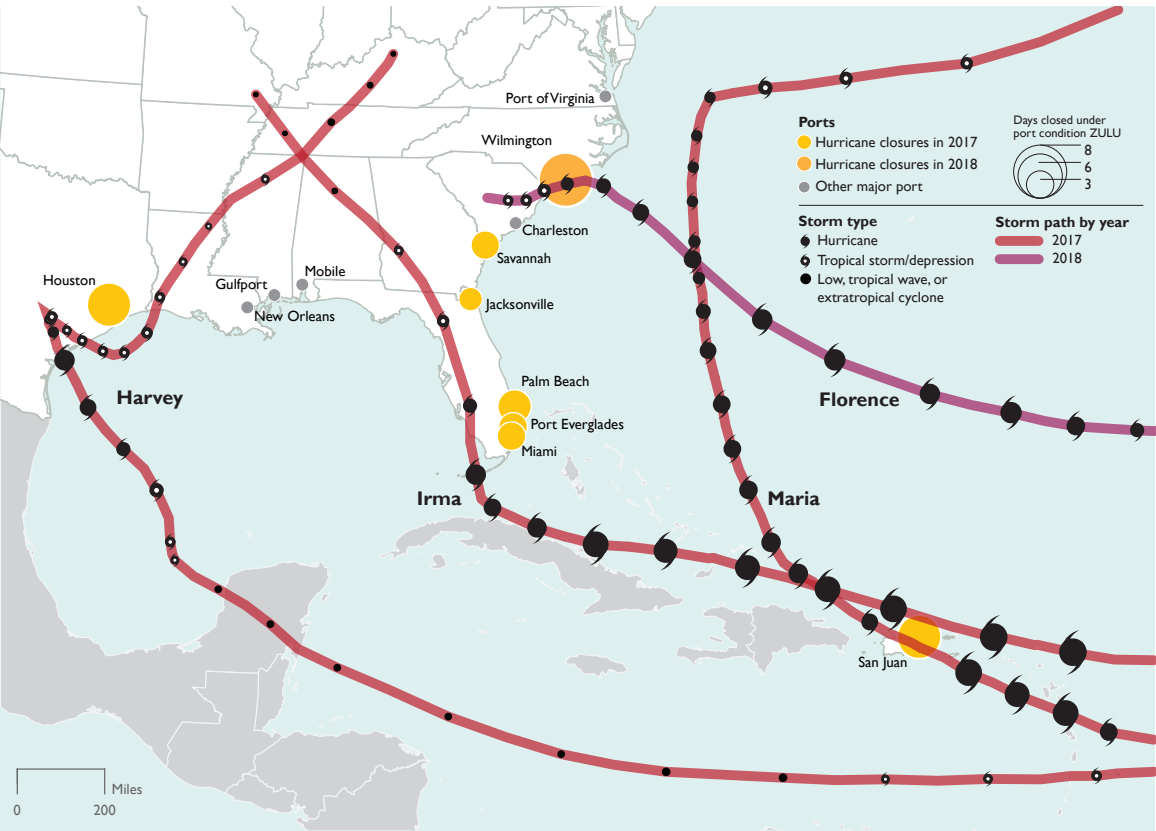 Port of Virginia
Wilmington
Ports
Hurricane closures in 2017
Hurricane closures in 2018
Other major port
Days closed under
port condition ZULU
8
6
3
Storm type
Hurricane
Tropical storm/depression
Low, tropical wave, or
extratropical cyclone
Storm path by year
2017
2018
Charleston
Savannah
Jacksonville
Houston
Gulfport
Mobile
New Orleans
Harvey
Palm Beach
Port Everglades
Miami
Florence
Irma
Maria
San Juan
Miles
0
200